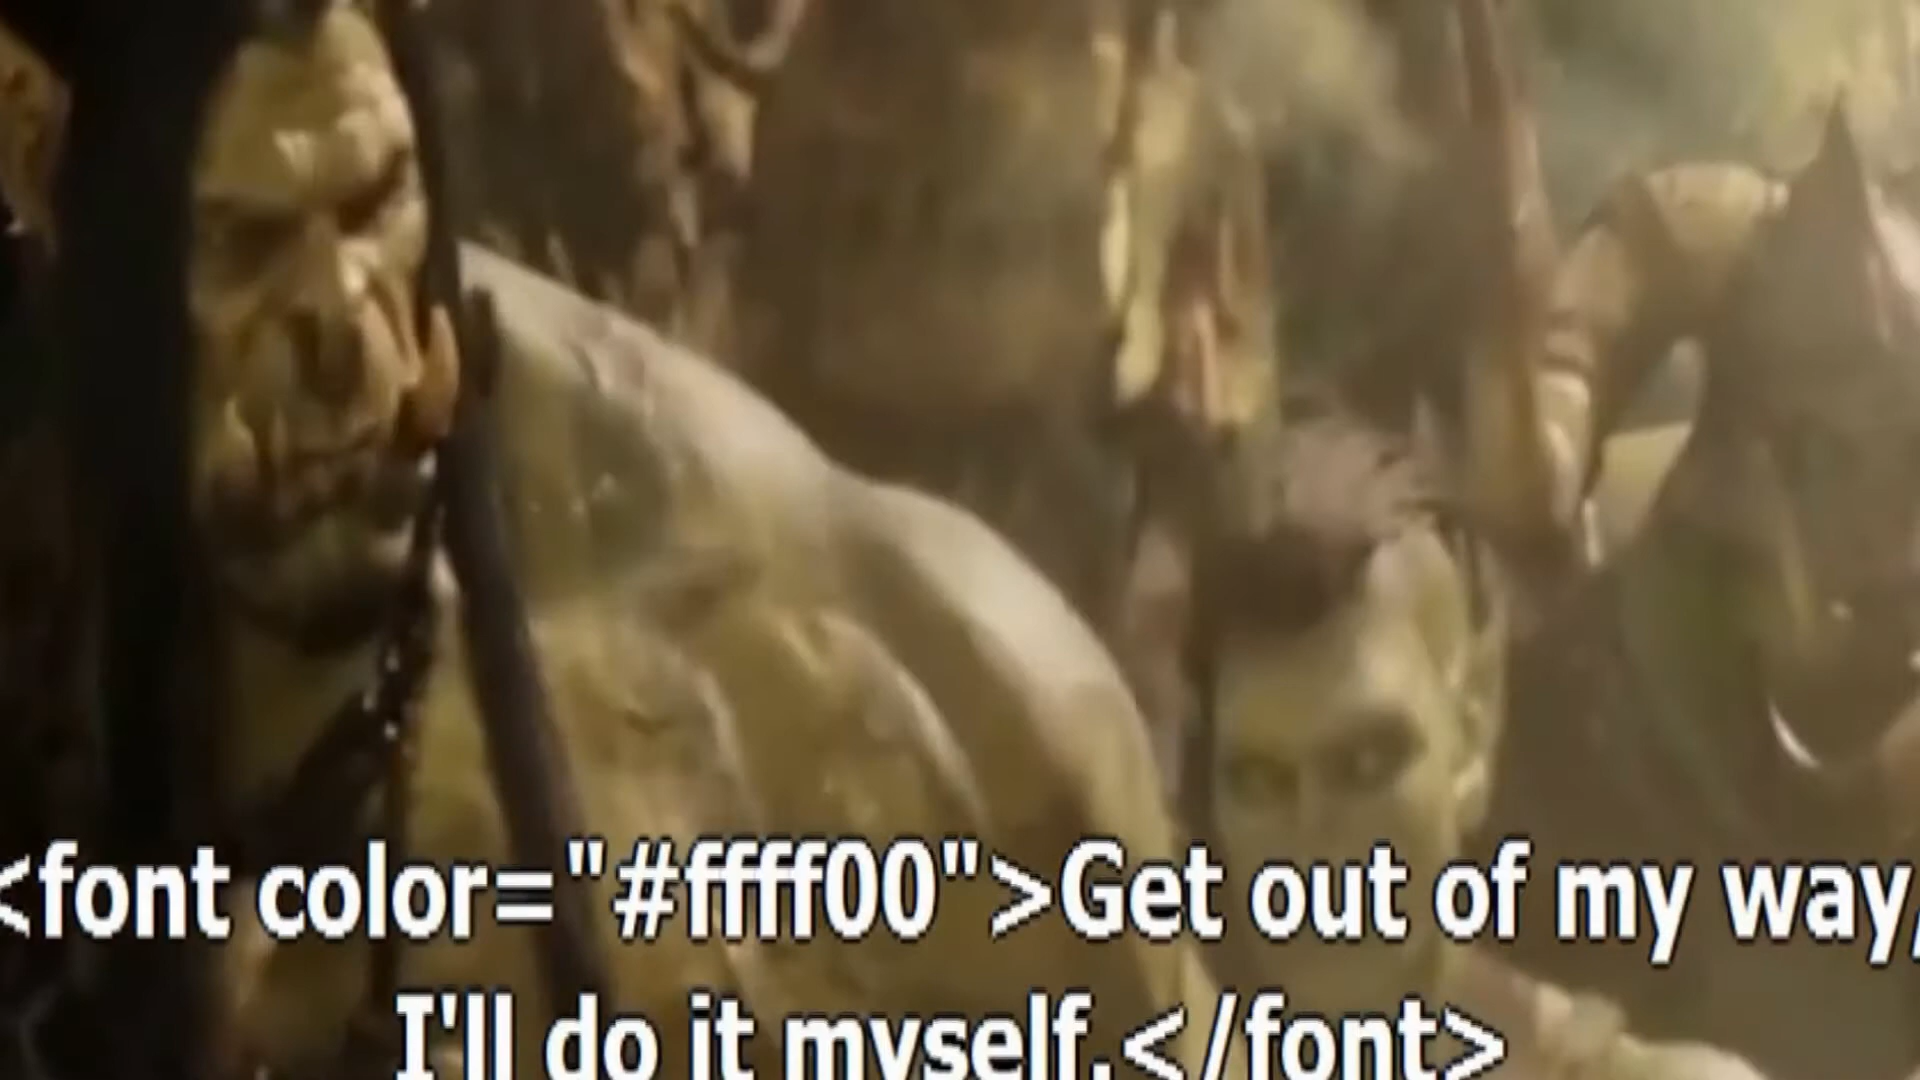 <font color="#ffff00">Get out of my way,
I'll do it myself.</font>